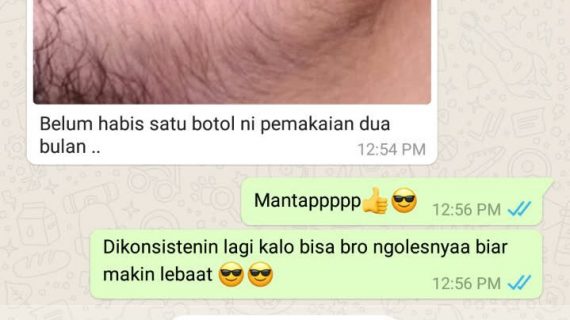 Belum habis satu botol ni pemakaian dua
bulan ..
12:54 PM
Mantappppp👍😎
12:56 PM
Dikonsistenin lagi kalo bisa bro ngolesnyaa biar
makin lebaat 😎😎
12:56 PM